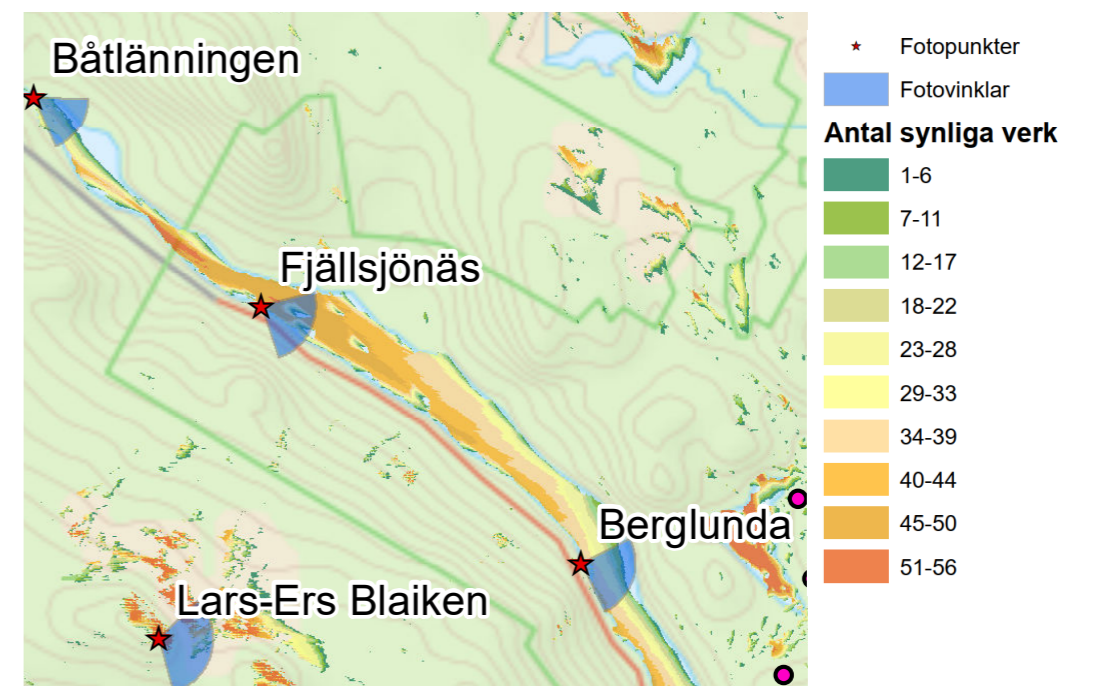 Båtlänningen
Fjällsjönäs
Berglunda
Lars-Ers Blaiken
Fotopunkter
Fotovinklar
Antal synliga verk
1-6
7-11
12-17
18-22
23-28
29-33
34-39
40-44
45-50
51-56